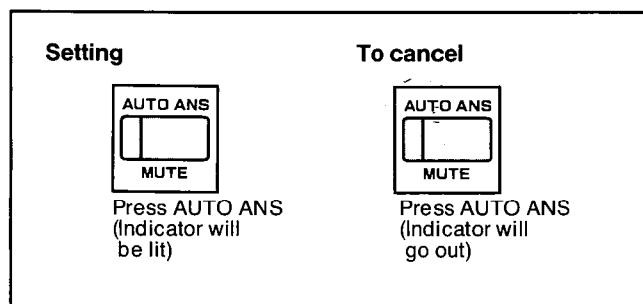 Setting
AUTO ANS
MUTE
Press AUTO ANS
(Indicator will
be lit)
To cancel
AUTO ANS
MUTE
Press AUTO ANS
(Indicator will
go out)